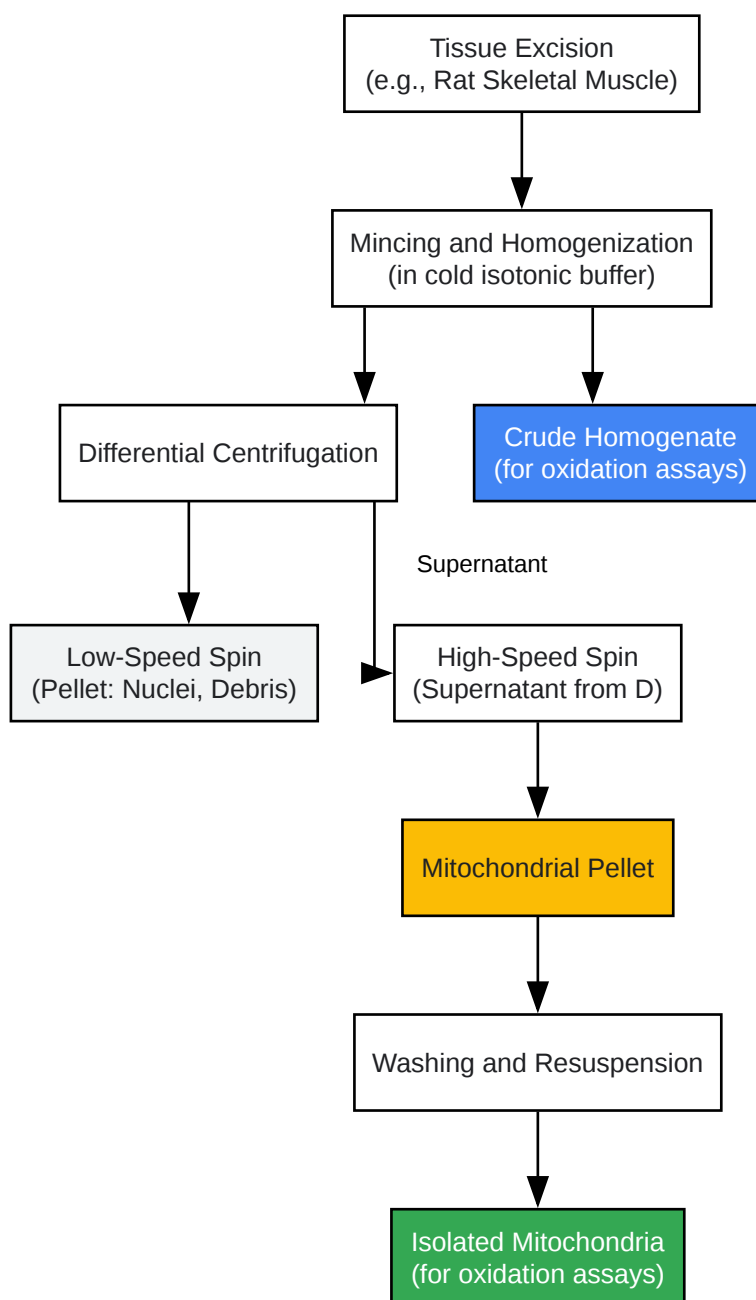 Tissue Excision
(e.g., Rat Skeletal Muscle)
Mincing and Homogenization
(in cold isotonic buffer)
Differential Centrifugation
Crude Homogenate
(for oxidation assays)
Supernatant
Low-Speed Spin
(Pellet: Nuclei, Debris)
High-Speed Spin
(Supernatant from D)
Mitochondrial Pellet
Washing and Resuspension
Isolated Mitochondria
(for oxidation assays)